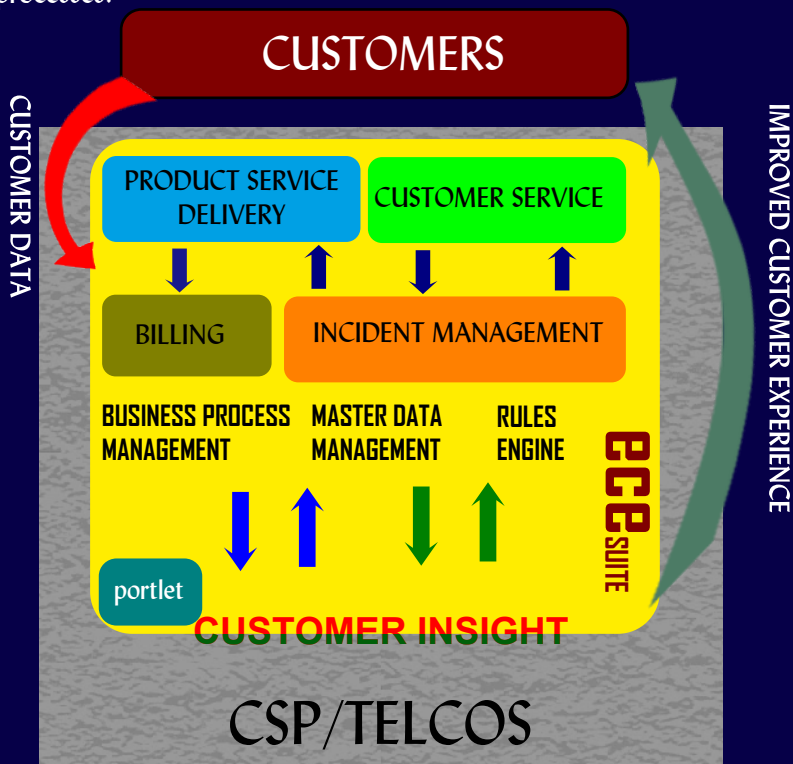 CUSTOMERS
CUSTOMER DATA
IMPROVED CUSTOMER EXPERIENCE
PRODUCT SERVICE
DELIVERY
CUSTOMER SERVICE
BILLING
INCIDENT MANAGEMENT
BUSINESS PROCESS
MANAGEMENT
MASTER DATA
MANAGEMENT
RULES
ENGINE
ece
SUITE
portlet
CUSTOMER INSIGHT
CSP/TELCOS